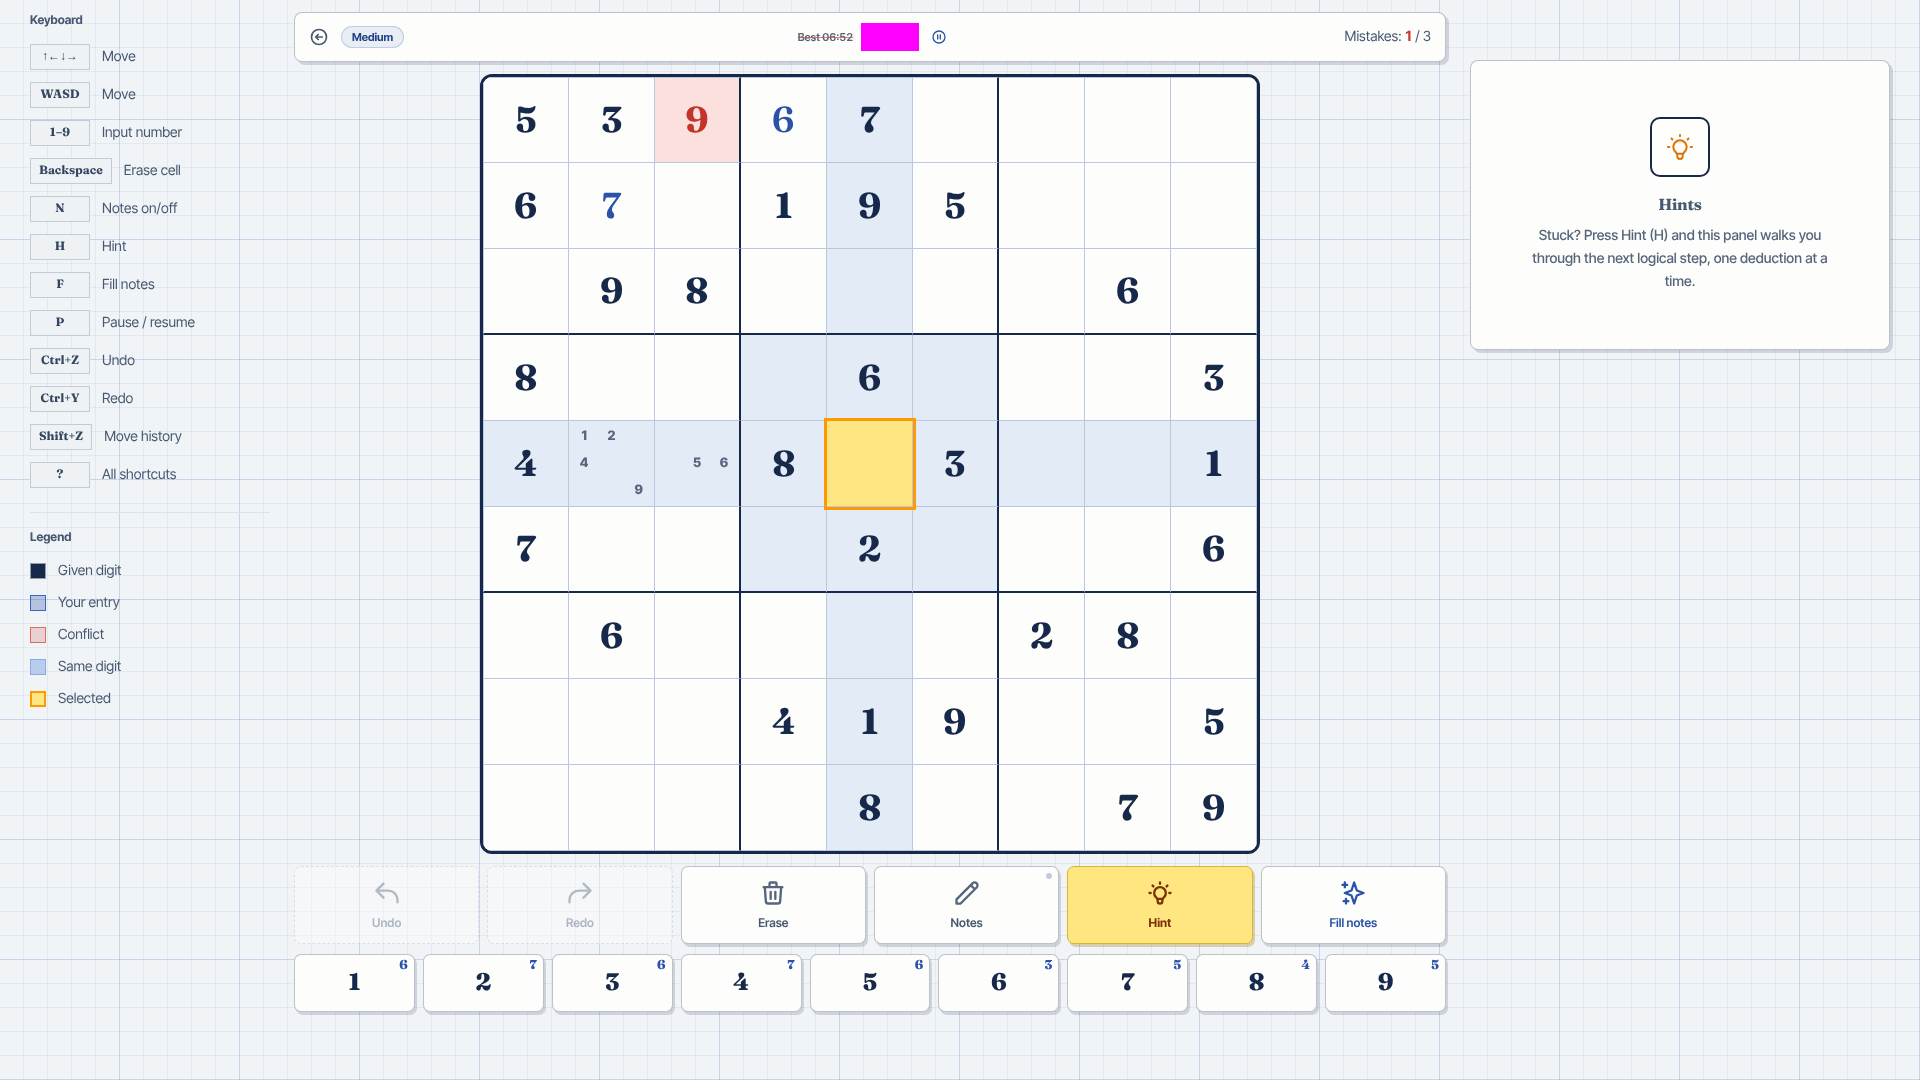 Keyboard
↑←↓→ Move
WASD Move
1–9 Input number
Backspace Erase cell
N Notes on/off
H Hint
F Fill notes
P Pause / resume
Ctrl+Z Undo
Ctrl+Y Redo
Shift+Z Move history
? All shortcuts
Legend
Given digit
Your entry
Conflict
Same digit
Selected
Medium
Best 06:52
Mistakes: 1 / 3
5 3 9 6 7
6 7 1 9 5
9 8 6
8 6 3
4 1 2 4 9 5 6 8 3 1
7 2 6
6 2 8
4 1 9 5
8 7 9
Undo Redo Erase Notes Hint Fill notes
1 6 2 7 3 6 4 7 5 6 6 3 7 5 8 4 9 5
Hints
Stuck? Press Hint (H) and this panel walks you
through the next logical step, one deduction at a
time.